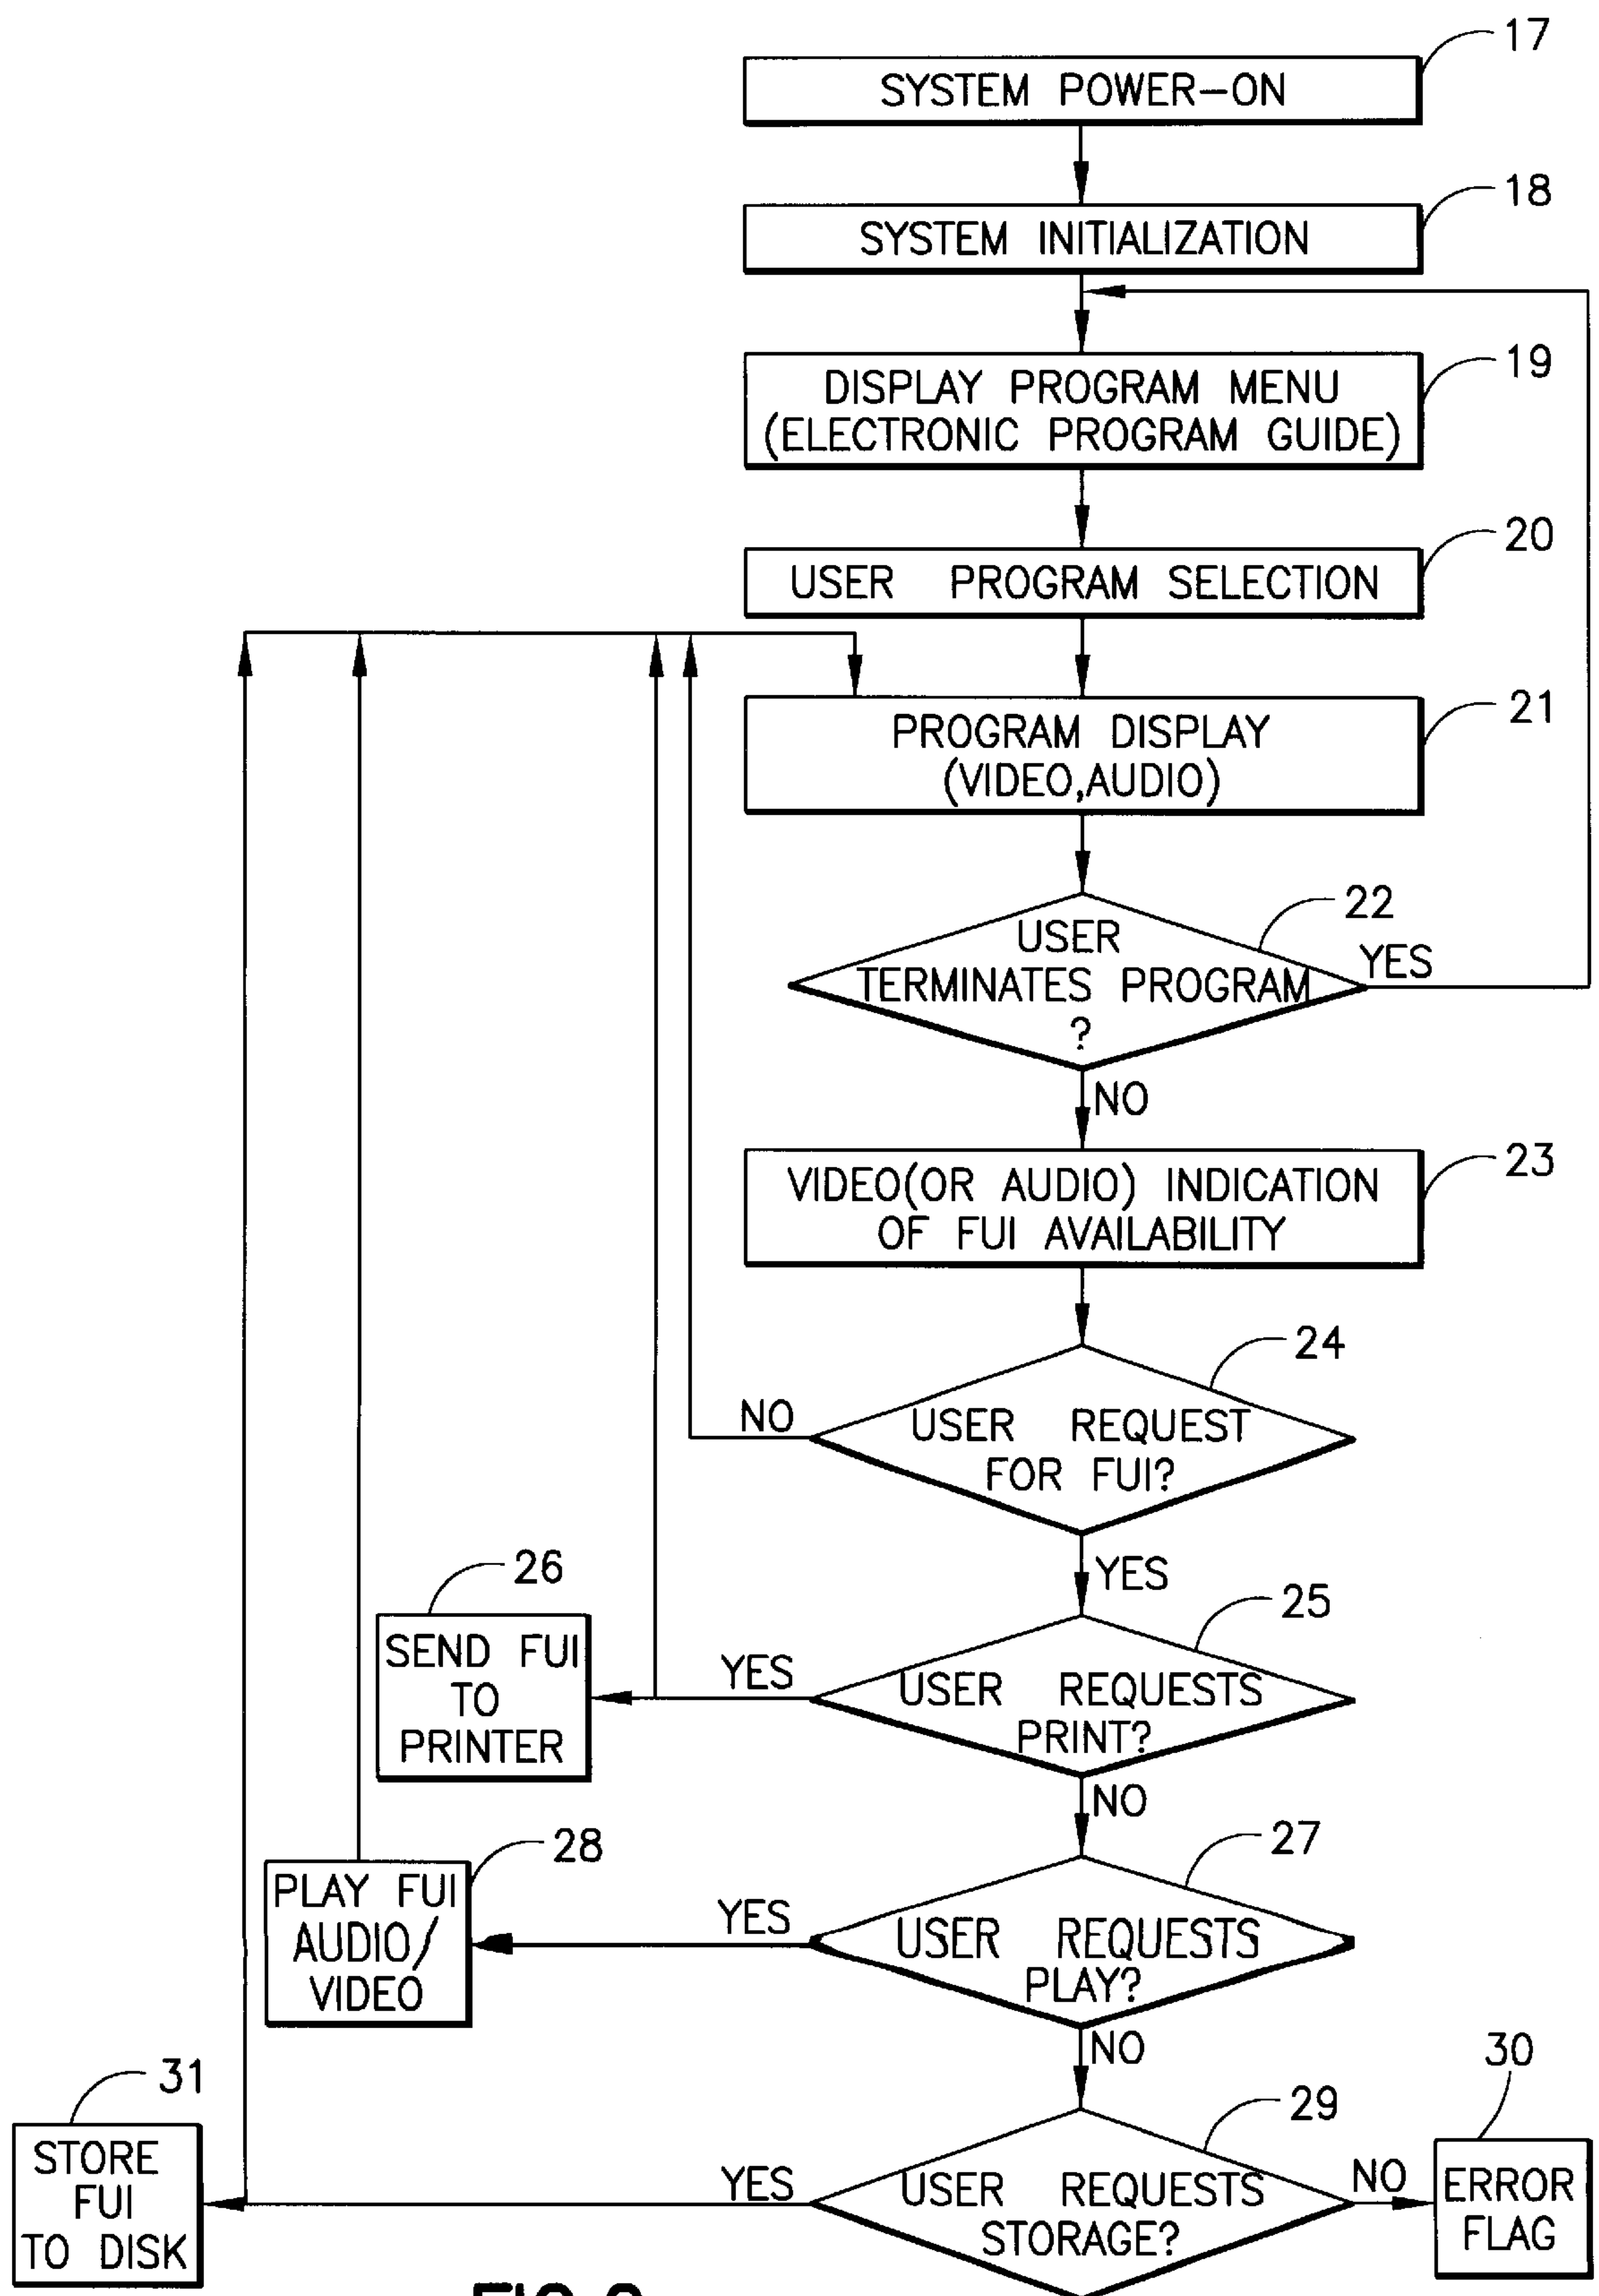 17
SYSTEM POWER-ON
18
SYSTEM INITIALIZATION
19
DISPLAY PROGRAM MENU
(ELECTRONIC PROGRAM GUIDE)
20
USER PROGRAM SELECTION
21
PROGRAM DISPLAY
(VIDEO,AUDIO)
22
USER
TERMINATES PROGRAM
?
YES
NO
23
VIDEO(OR AUDIO) INDICATION
OF FUI AVAILABILITY
24
USER REQUEST
FOR FUI?
NO
YES
25
USER REQUESTS
PRINT?
YES
26
SEND FUI
TO
PRINTER
NO
27
USER REQUESTS
PLAY?
YES
28
PLAY FUI
AUDIO/
VIDEO
NO
29
USER REQUESTS
STORAGE?
YES
31
STORE
FUI
TO DISK
NO
30
ERROR
FLAG